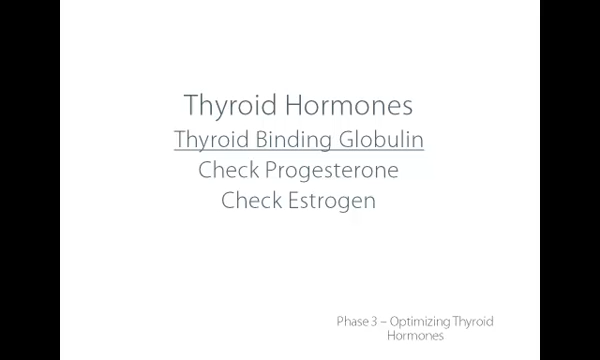 Thyroid Hormones
Thyroid Binding Globulin
Check Progesterone
Check Estrogen
Phase 3 – Optimizing Thyroid
Hormones